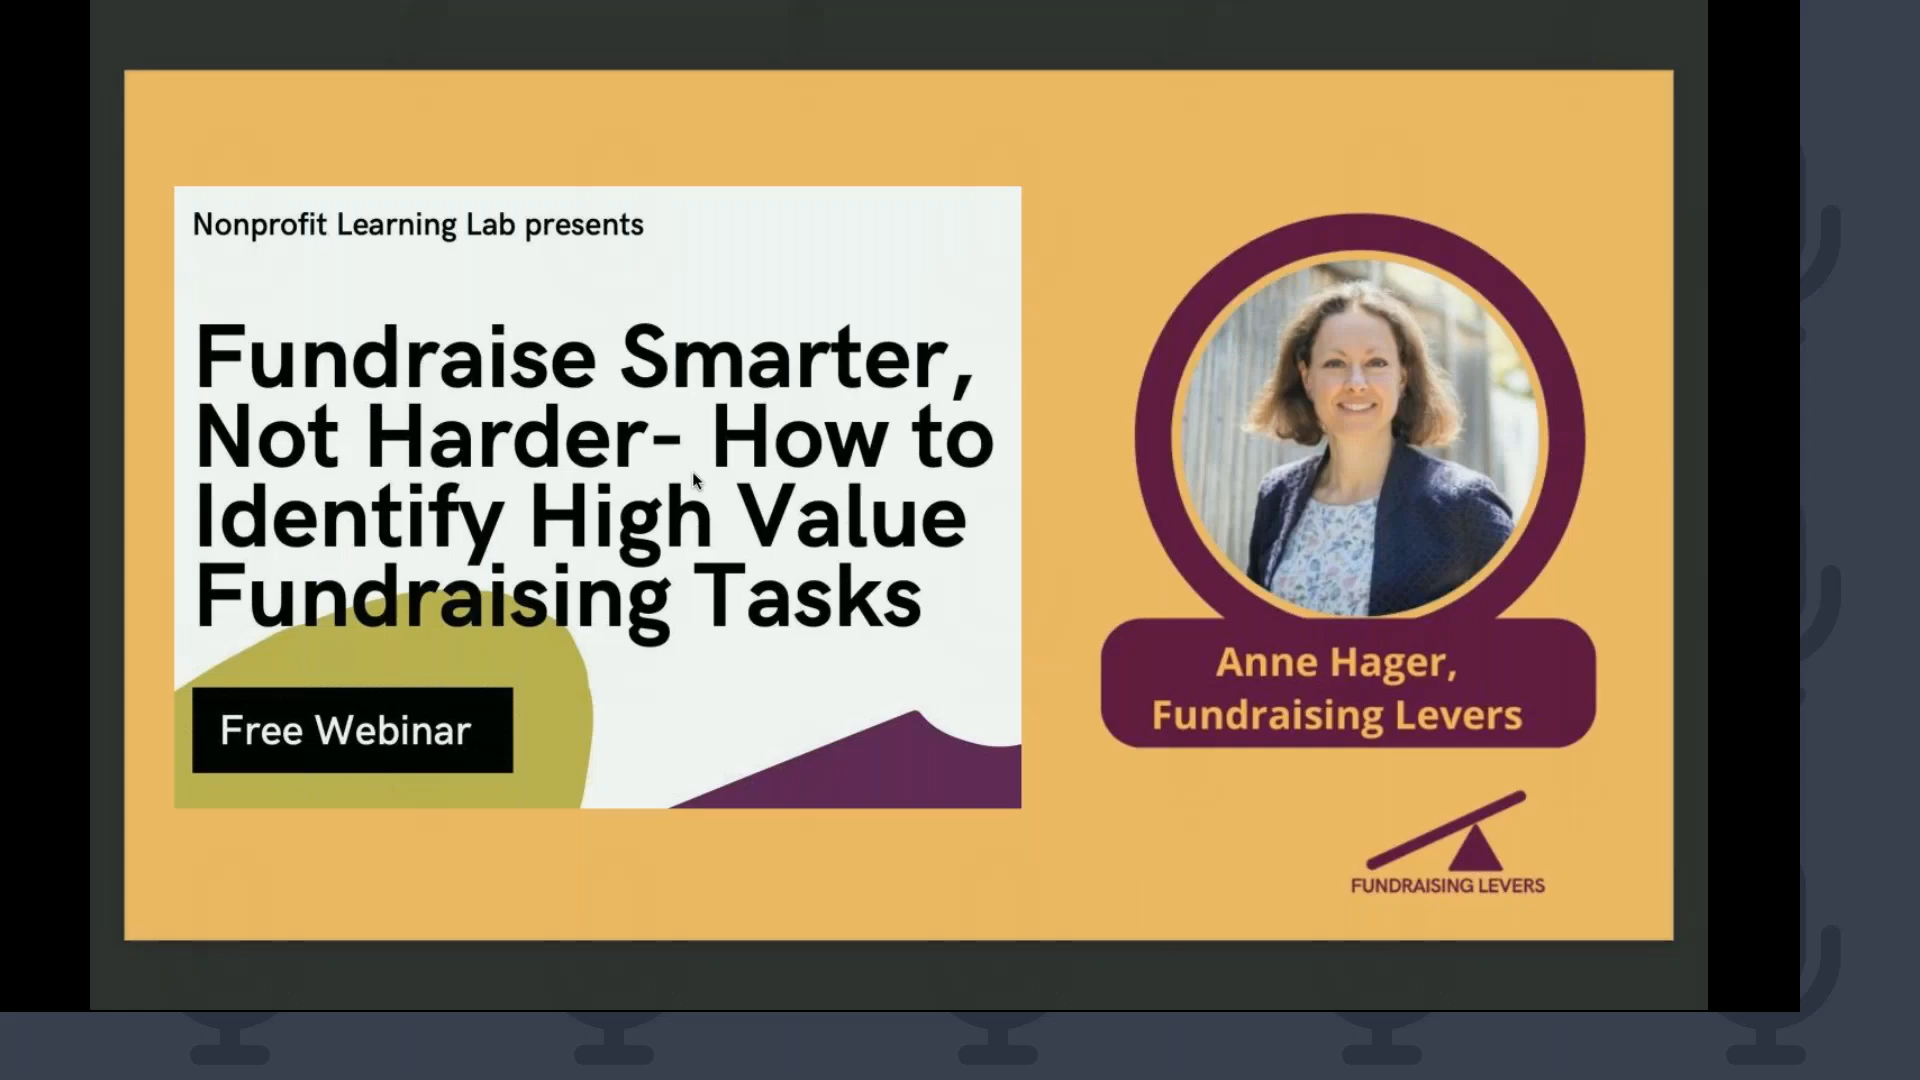 Nonprofit Learning Lab presents
Fundraise Smarter,
Not Harder- How to
Identify High Value
Fundraising Tasks
Free Webinar
Anne Hager,
Fundraising Levers
FUNDRAISING LEVERS